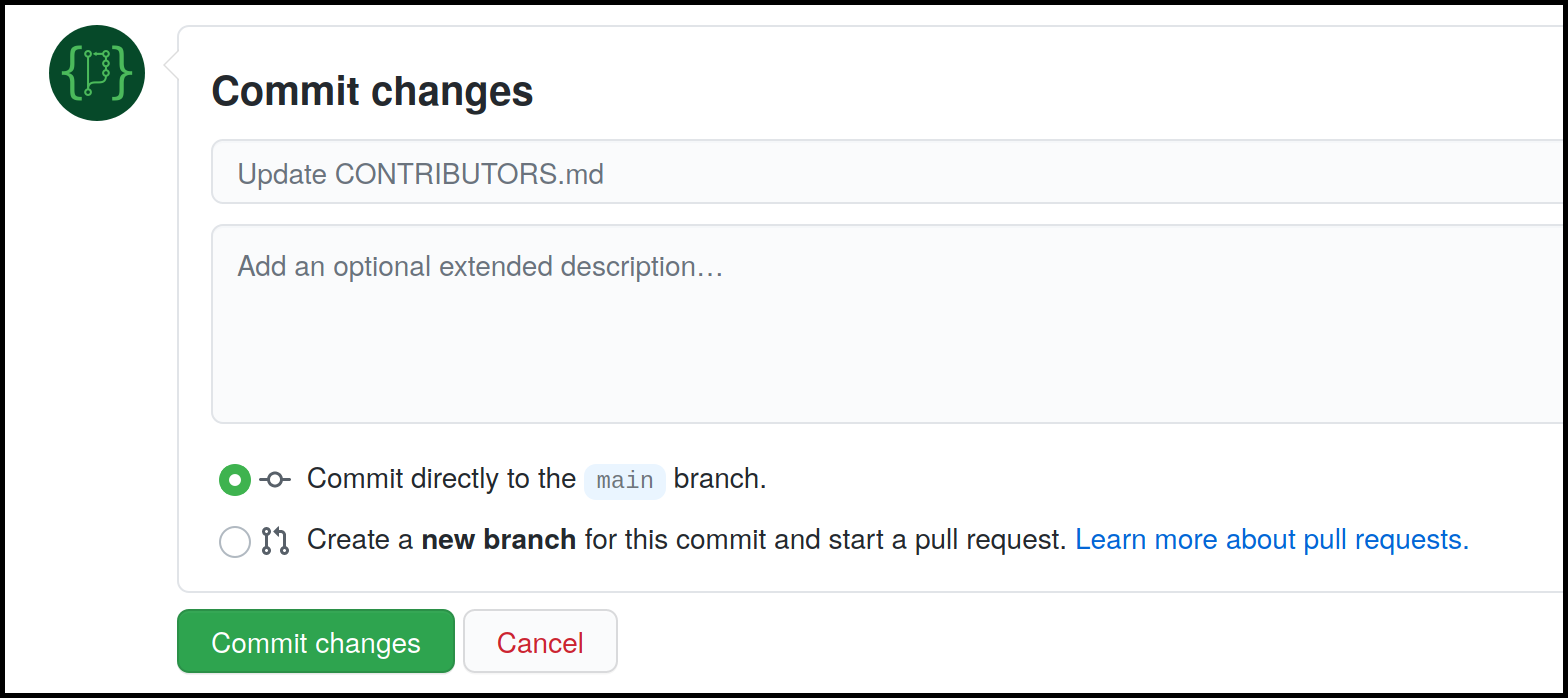 Commit changes
Update CONTRIBUTORS.md
Add an optional extended description…
Commit directly to the main branch.
Create a new branch for this commit and start a pull request. Learn more about pull requests.
Commit changes
Cancel